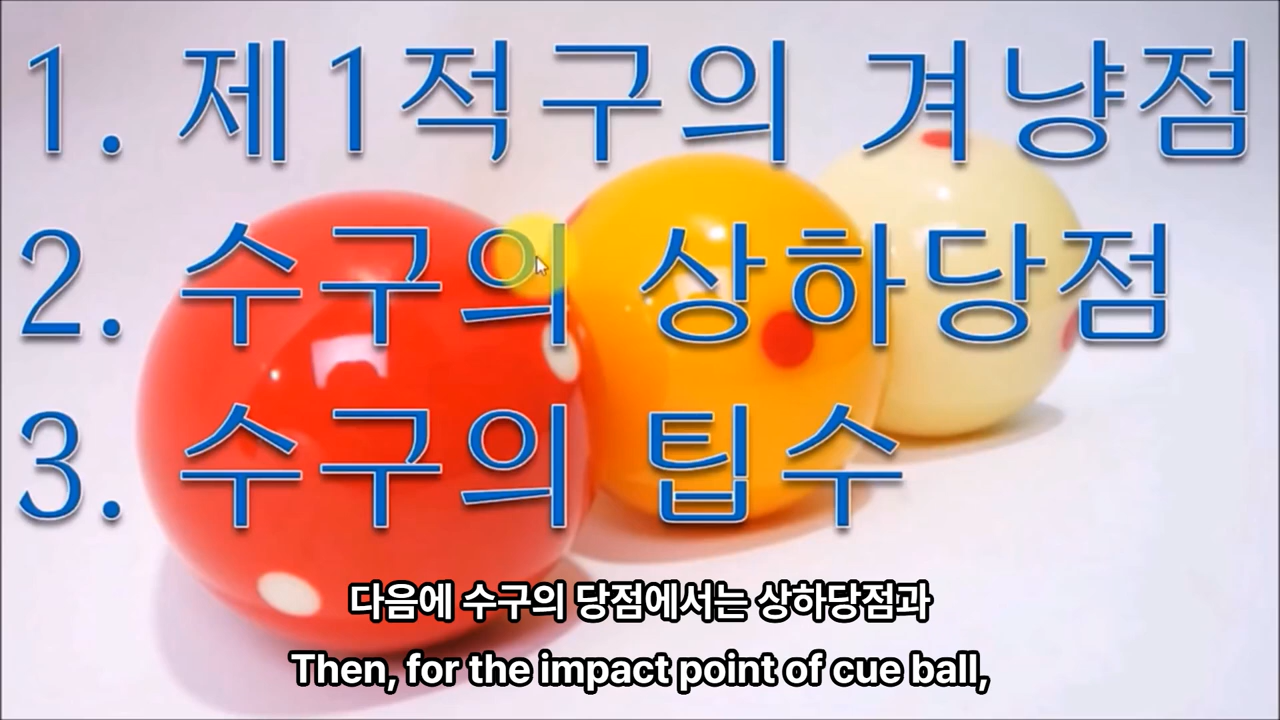 1. 제1적구의 겨냥점
2. 수구의 상하당점
3. 수구의 팁수
다음에 수구의 당점에서는 상하당점과
Then, for the impact point of cue ball,